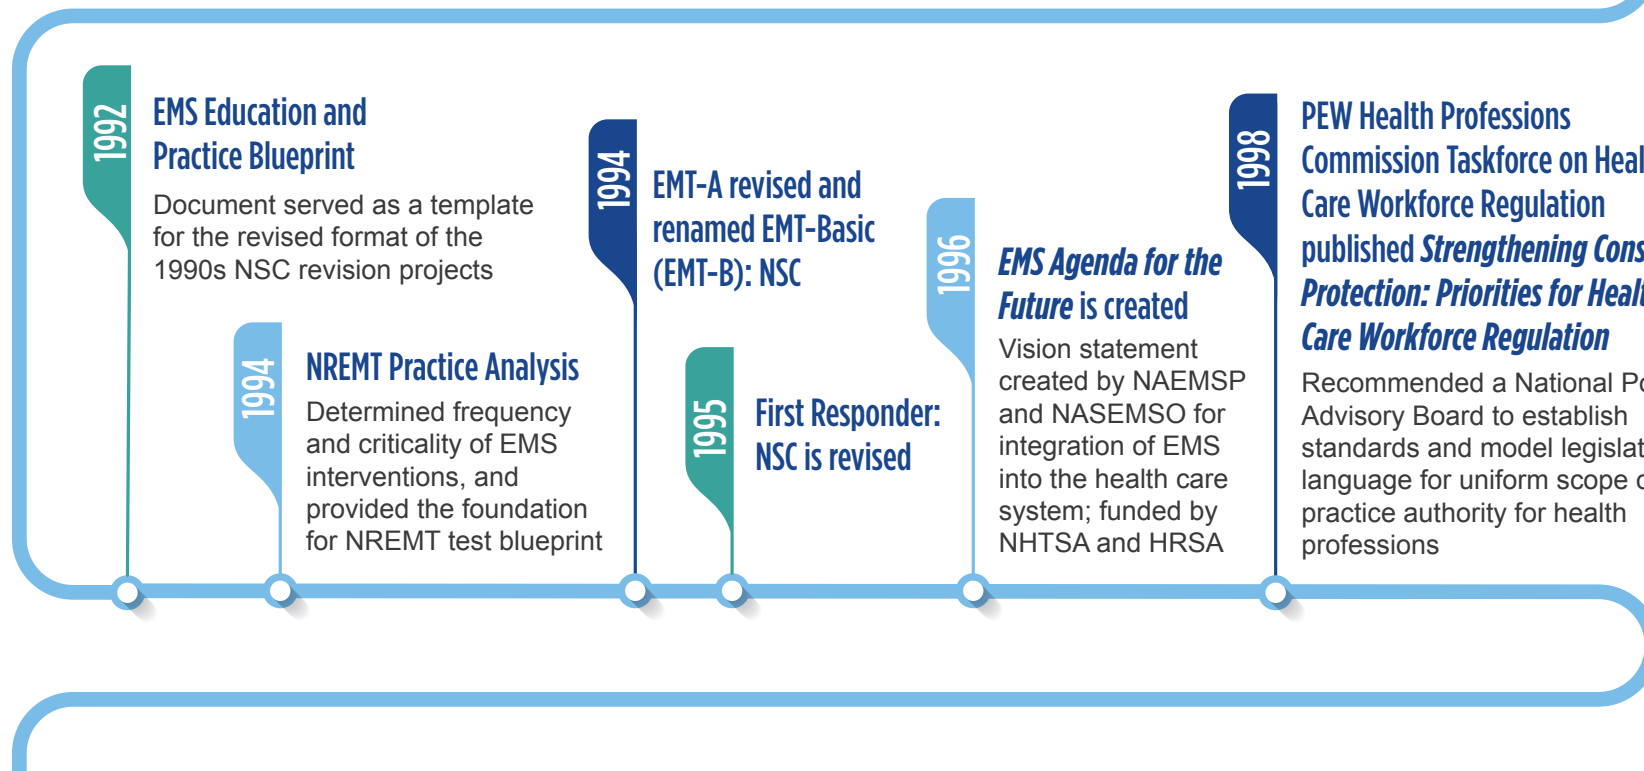 1992
EMS Education and
Practice Blueprint
Document served as a template
for the revised format of the
1990s NSC revision projects
1994
NREMT Practice Analysis
Determined frequency
and criticality of EMS
interventions, and
provided the foundation
for NREMT test blueprint
1994
EMT-A revised and
renamed EMT-Basic
(EMT-B): NSC
1995
First Responder:
NSC is revised
1996
EMS Agenda for the
Future is created
Vision statement
created by NAEMSP
and NASEMSO for
integration of EMS
into the health care
system; funded by
NHTSA and HRSA
1998
PEW Health Professions
Commission Taskforce on
Care Workforce Regulation
published Strengthening
Protection: Priorities for
Care Workforce Regulation
Recommended a National
Advisory Board to establish
standards and model
language for uniform scope
practice authority for health
professions